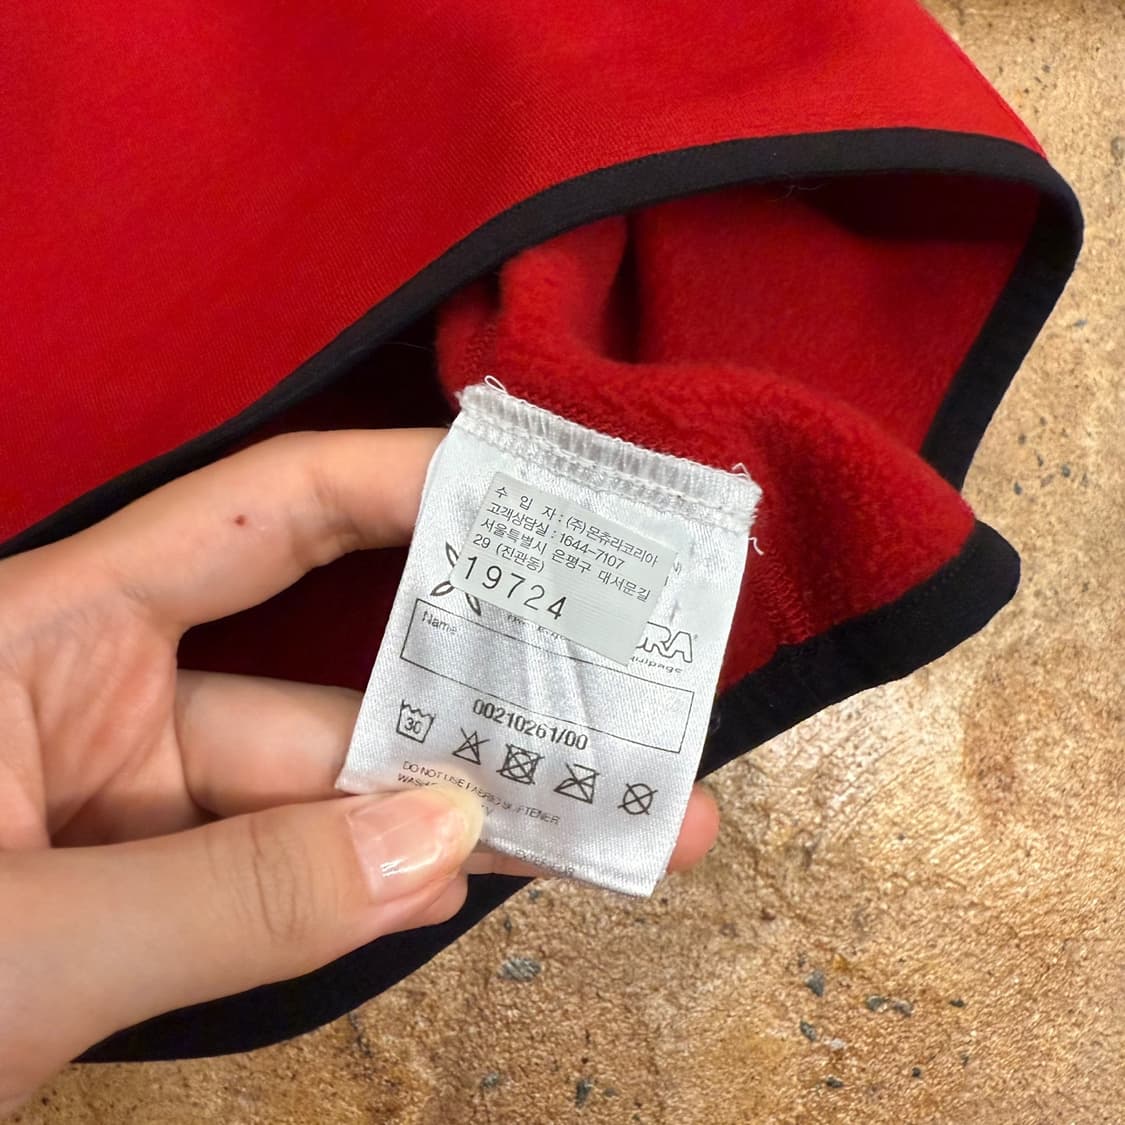 수 입 자 : (주)몬츄라코리아
고객상담실 : 1644-7107
서울특별시 은평구 대서문길
29 (진관동)
19724
Name
00210261/00
30
DO NOT USE FABRIC SOFTENER